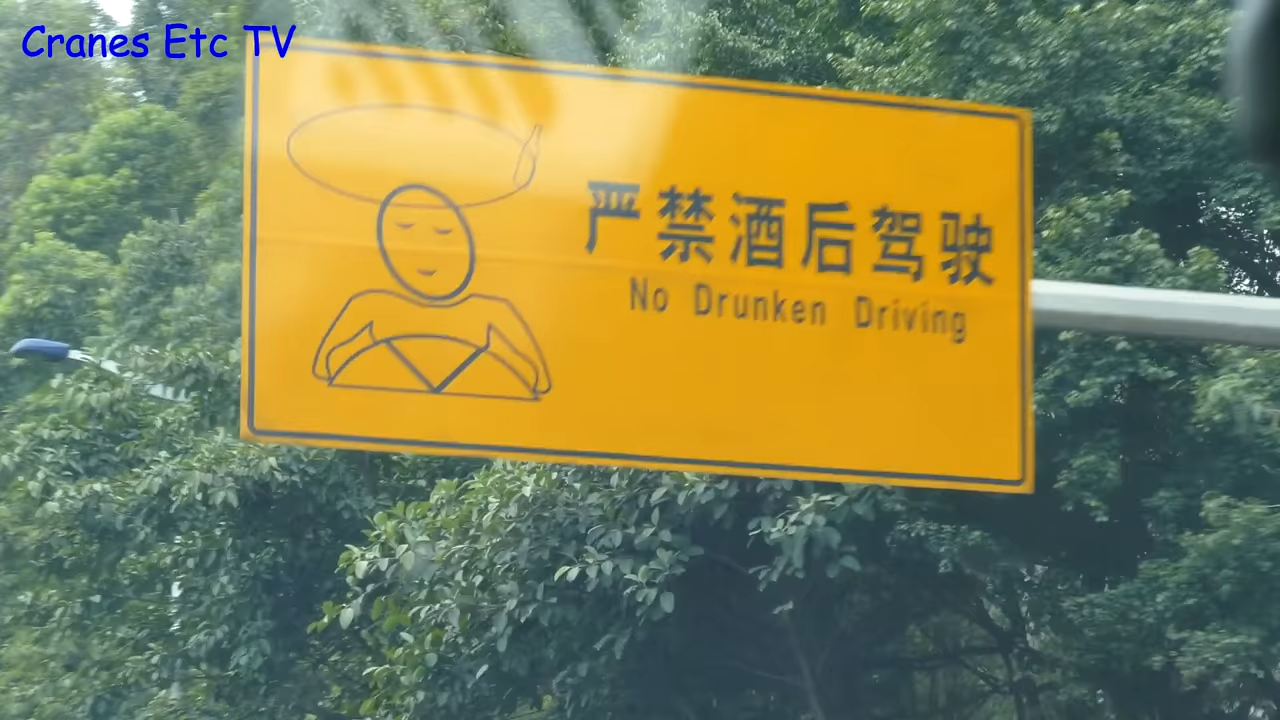 Cranes Etc TV
严禁酒后驾驶
No Drunken Driving